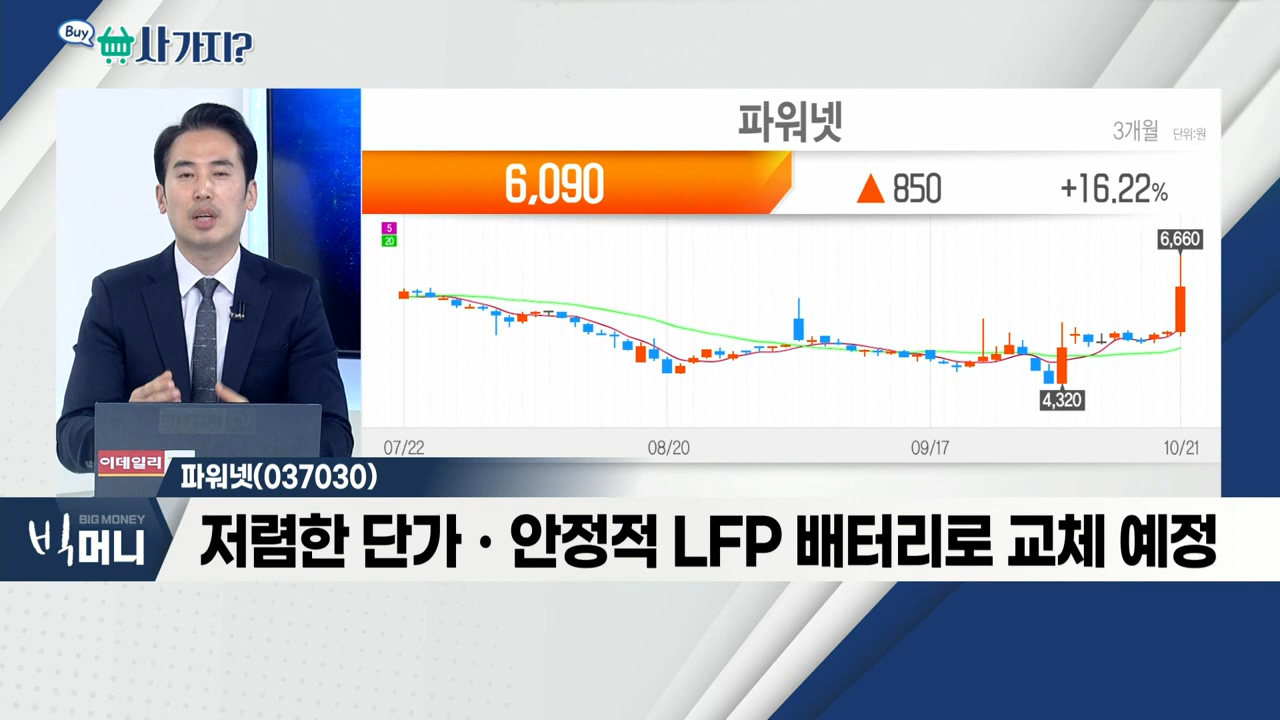 Buy
사가지?
파워넷
3개월 단위:원
6,090 ▲850 +16.22%
5
20
6,660
4,320
07/22 08/20 09/17 10/21
이데일리
파워넷(037030)
BIG MONEY
빅머니
저렴한 단가·안정적 LFP 배터리로 교체 예정